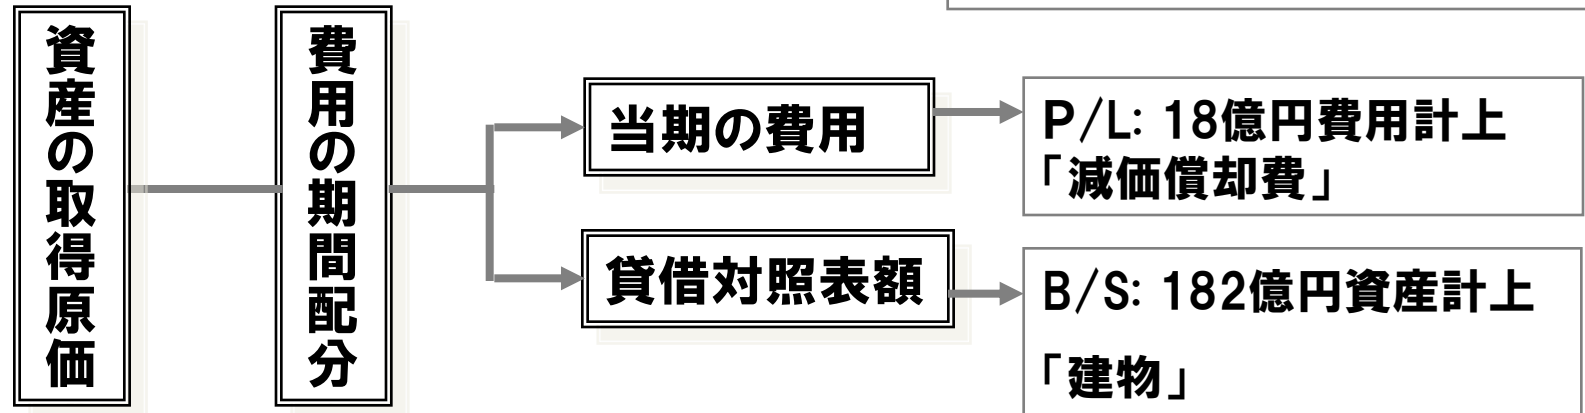 資産の取得原価
費用の期間配分
当期の費用
P/L: 18億円費用計上
「減価償却費」
貸借対照表額
B/S: 182億円資産計上
「建物」